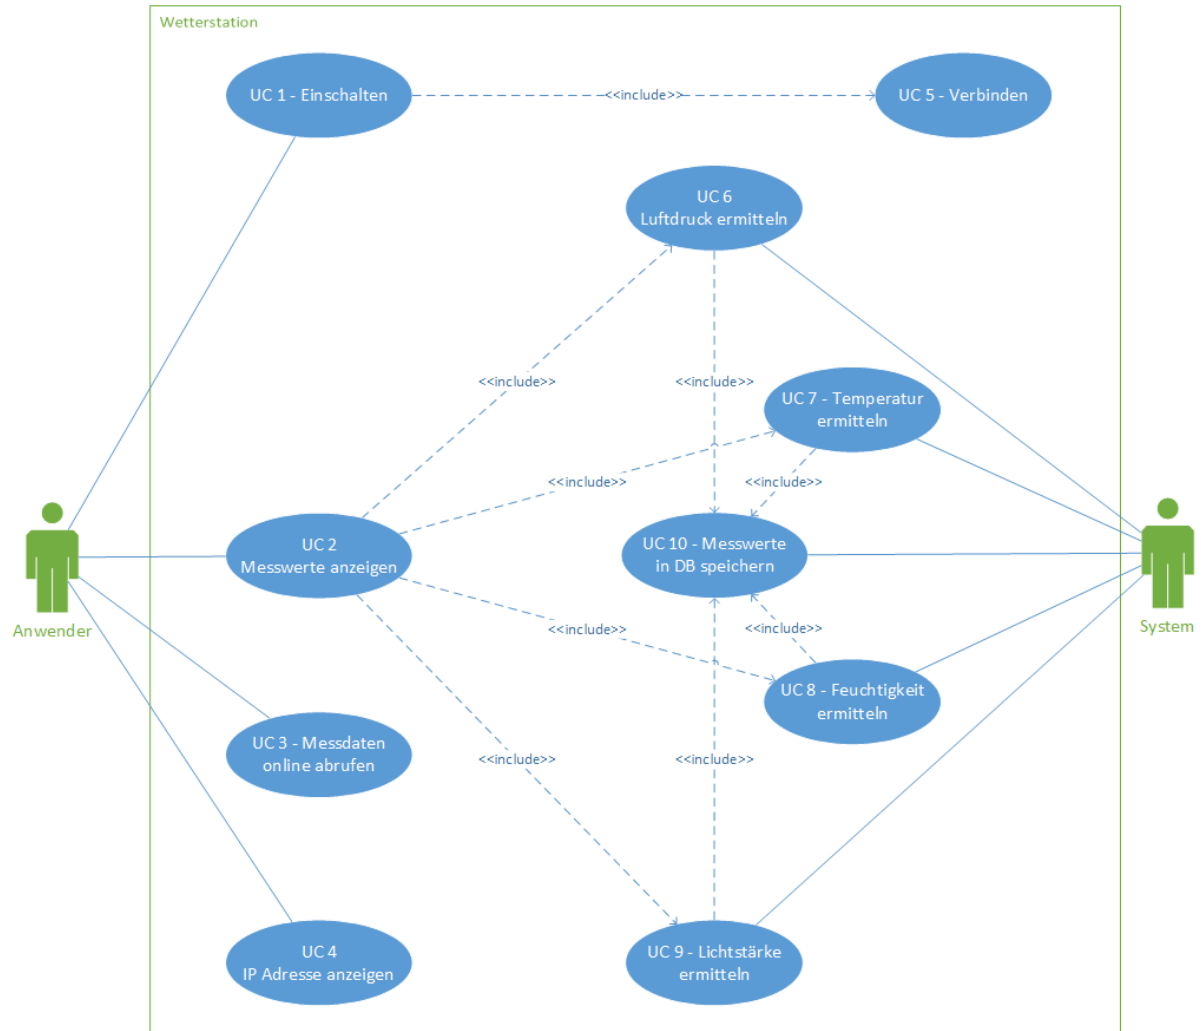 Wetterstation
UC 1 - Einschalten
<<include>>
UC 5 - Verbinden
UC 6
Luftdruck ermitteln
<<include>>
<<include>>
UC 7 - Temperatur
ermitteln
<<include>>
<<include>>
UC 2
Messwerte anzeigen
UC 10 - Messwerte
in DB speichern
Anwender
System
<<include>>
<<include>>
UC 8 - Feuchtigkeit
ermitteln
UC 3 - Messdaten
online abrufen
<<include>>
<<include>>
UC 4
IP Adresse anzeigen
UC 9 - Lichtstärke
ermitteln